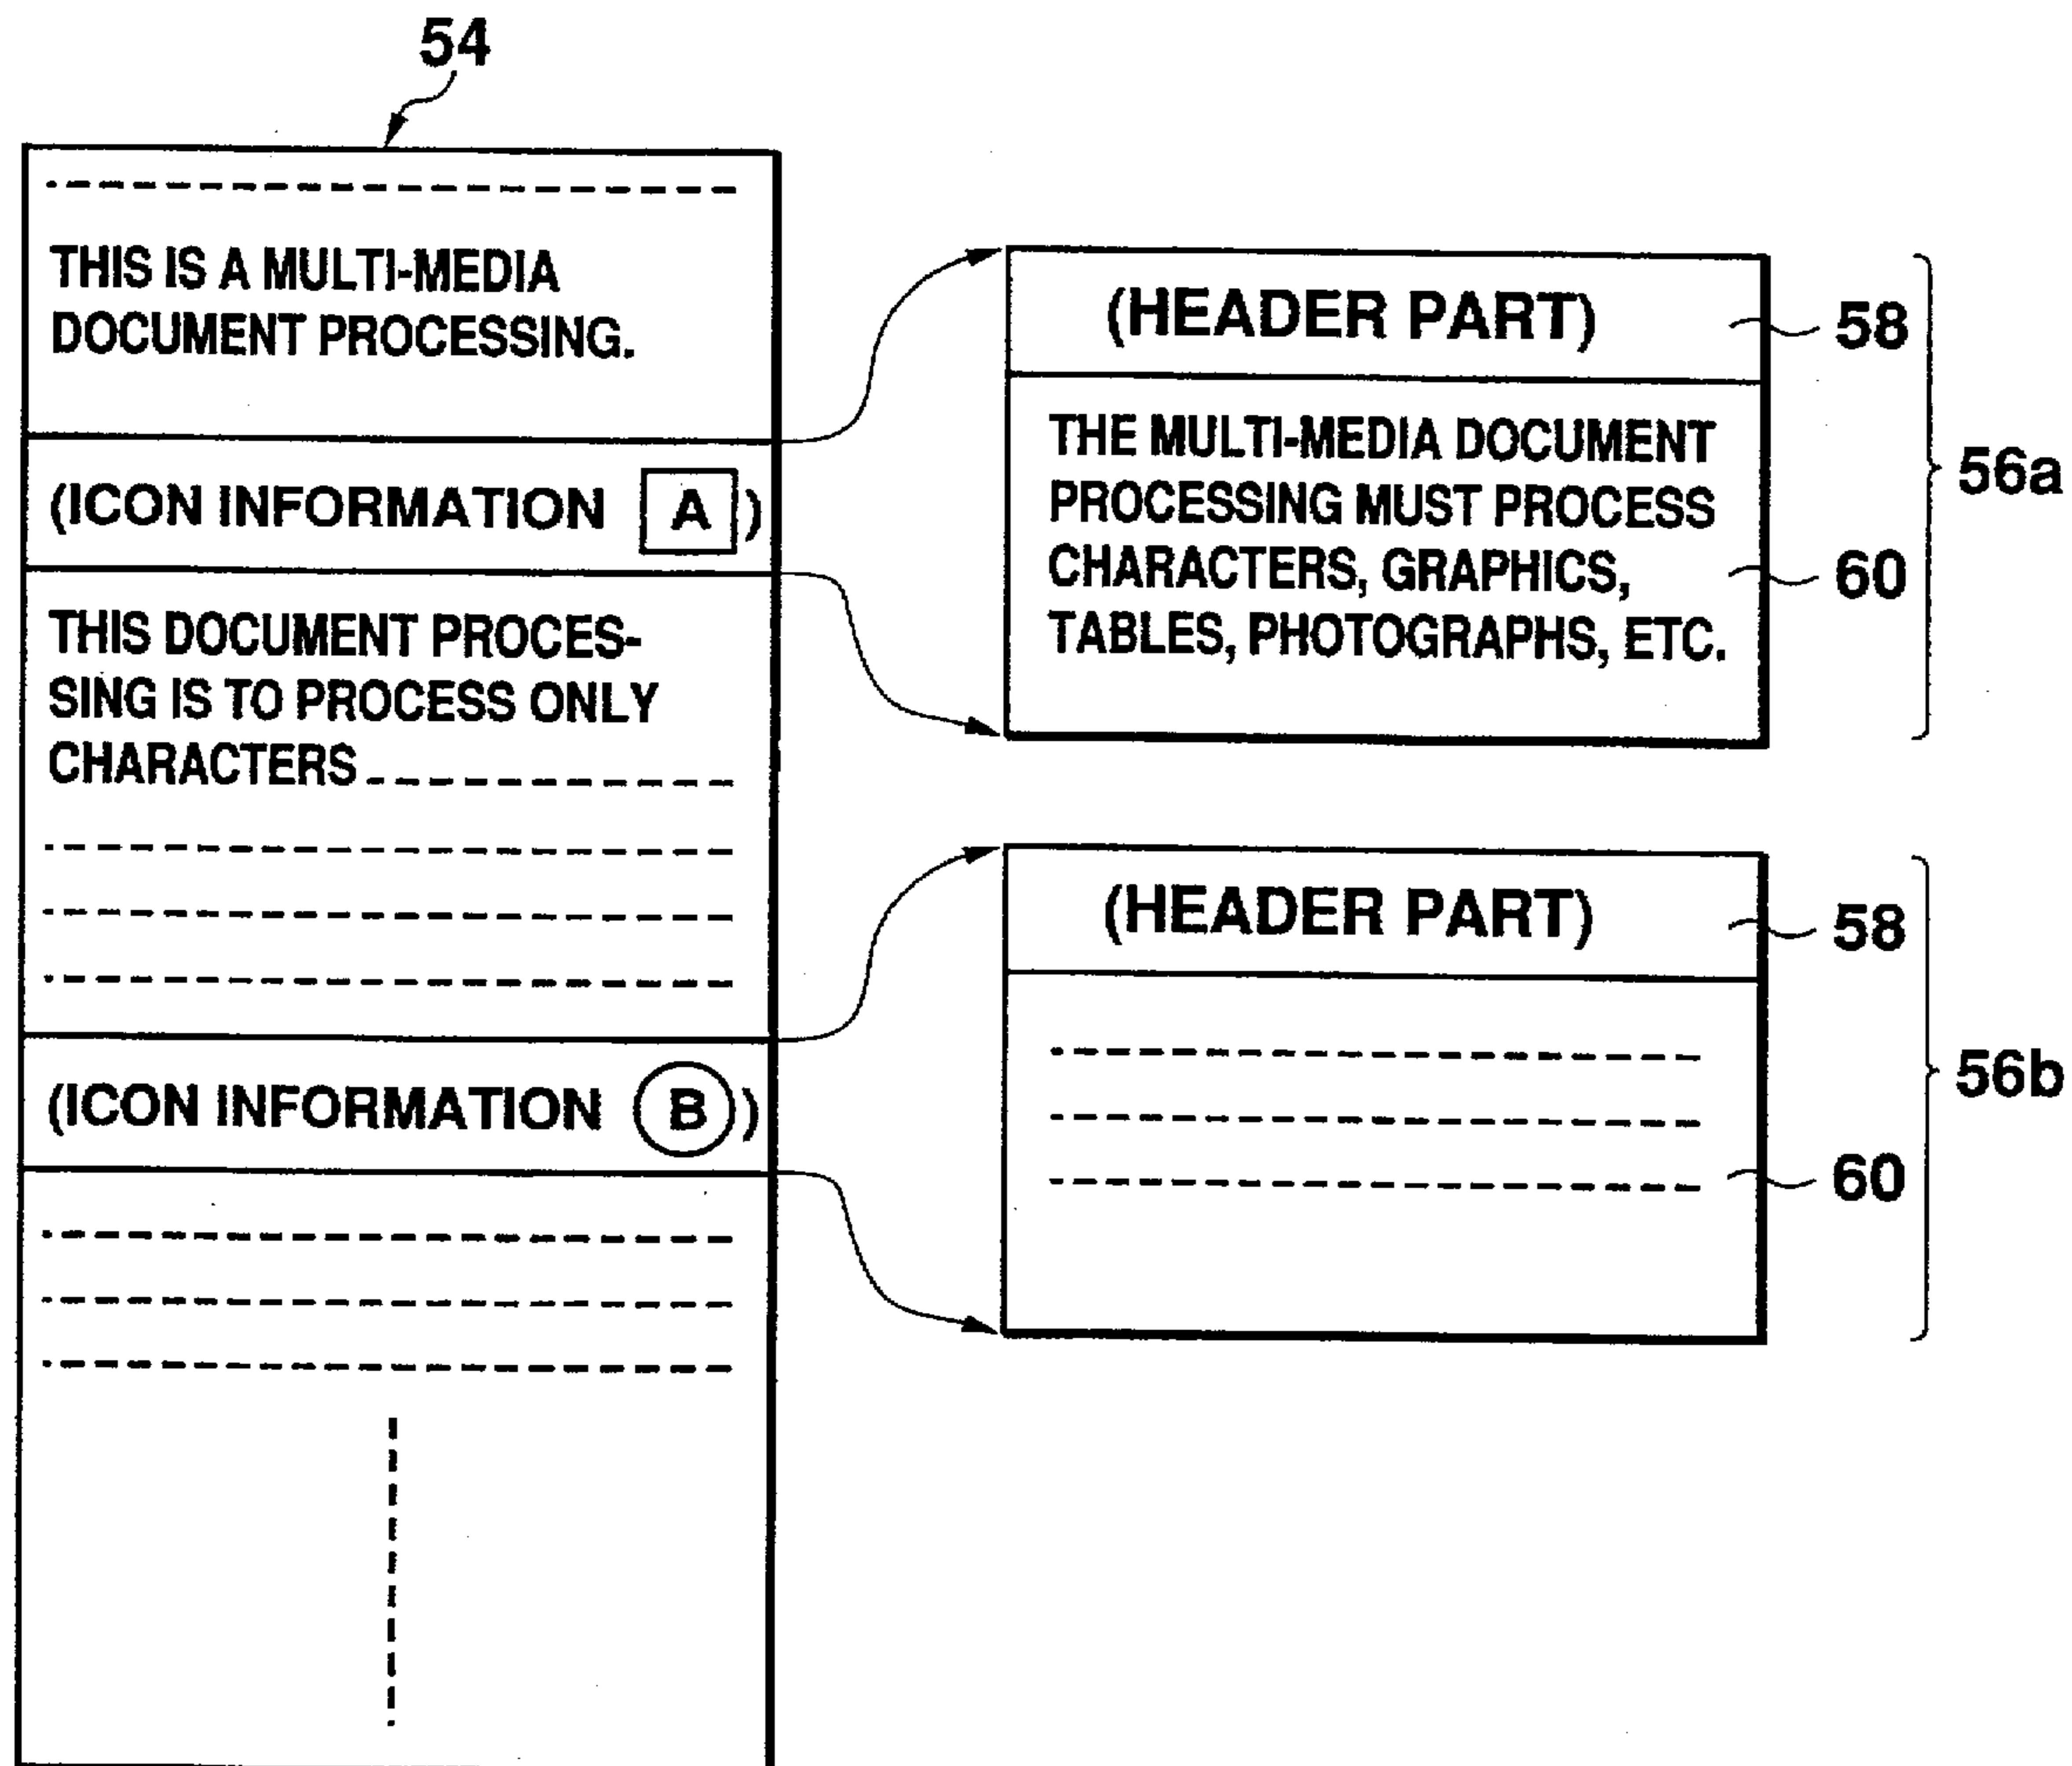 54
THIS IS A MULTI-MEDIA
DOCUMENT PROCESSING.
(ICON INFORMATION A)
THIS DOCUMENT PROCES-
SING IS TO PROCESS ONLY
CHARACTERS
(ICON INFORMATION B)
(HEADER PART)
58
THE MULTI-MEDIA DOCUMENT
PROCESSING MUST PROCESS
CHARACTERS, GRAPHICS,
TABLES, PHOTOGRAPHS, ETC.
60
56a
(HEADER PART)
58
60
56b